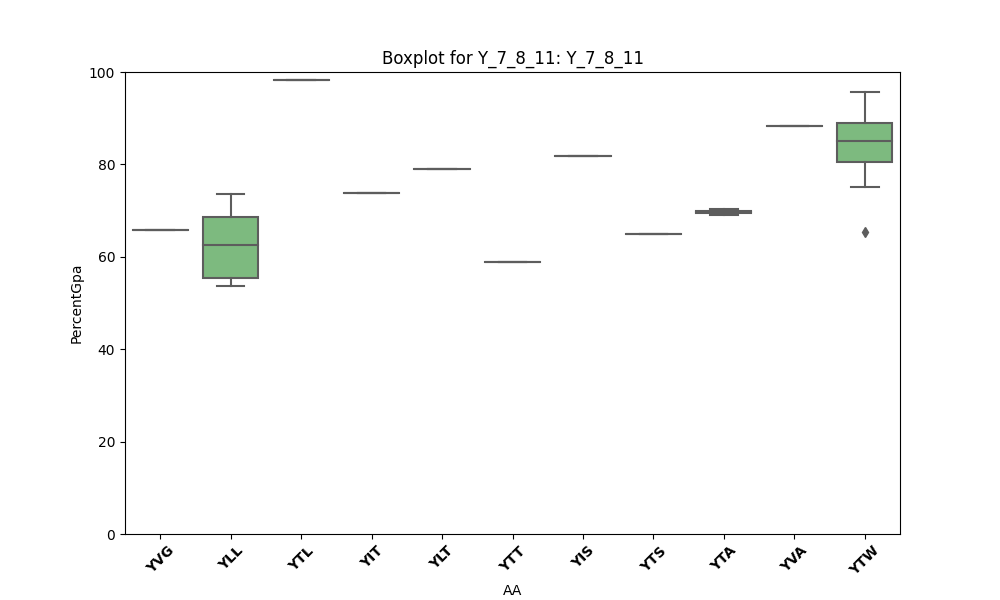 Boxplot for Y_7_8_11: Y_7_8_11
100
80
60
40
20
0
PercentGpa
YVG YLL YTL YIT YLT YTT YIS YTS YTA YVA YTW
AA